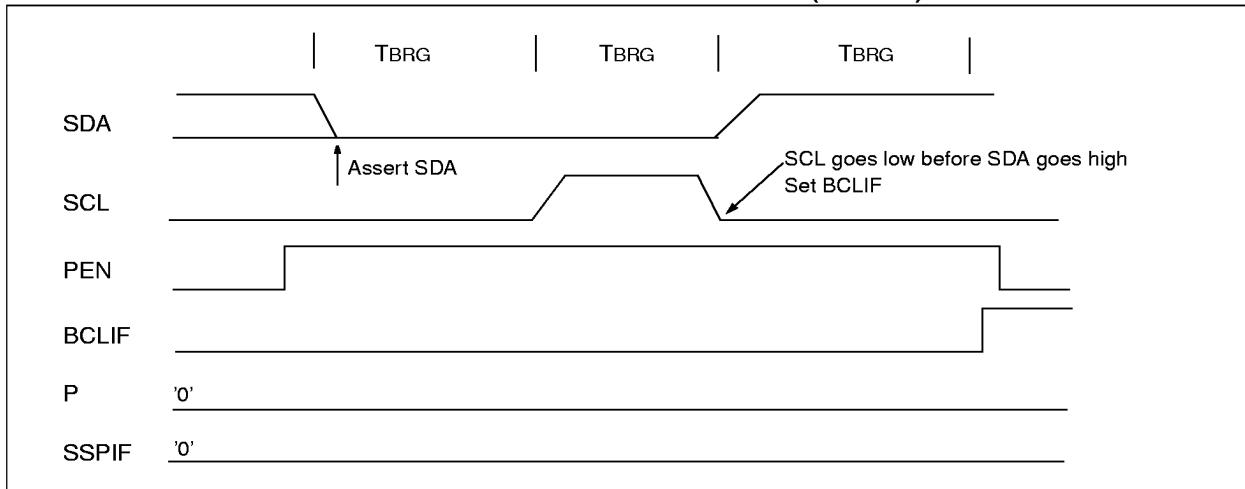 TBRG TBRG TBRG
SDA
Assert SDA
SCL goes low before SDA goes high
Set BCLIF
SCL
PEN
BCLIF
P '0'
SSPIF '0'